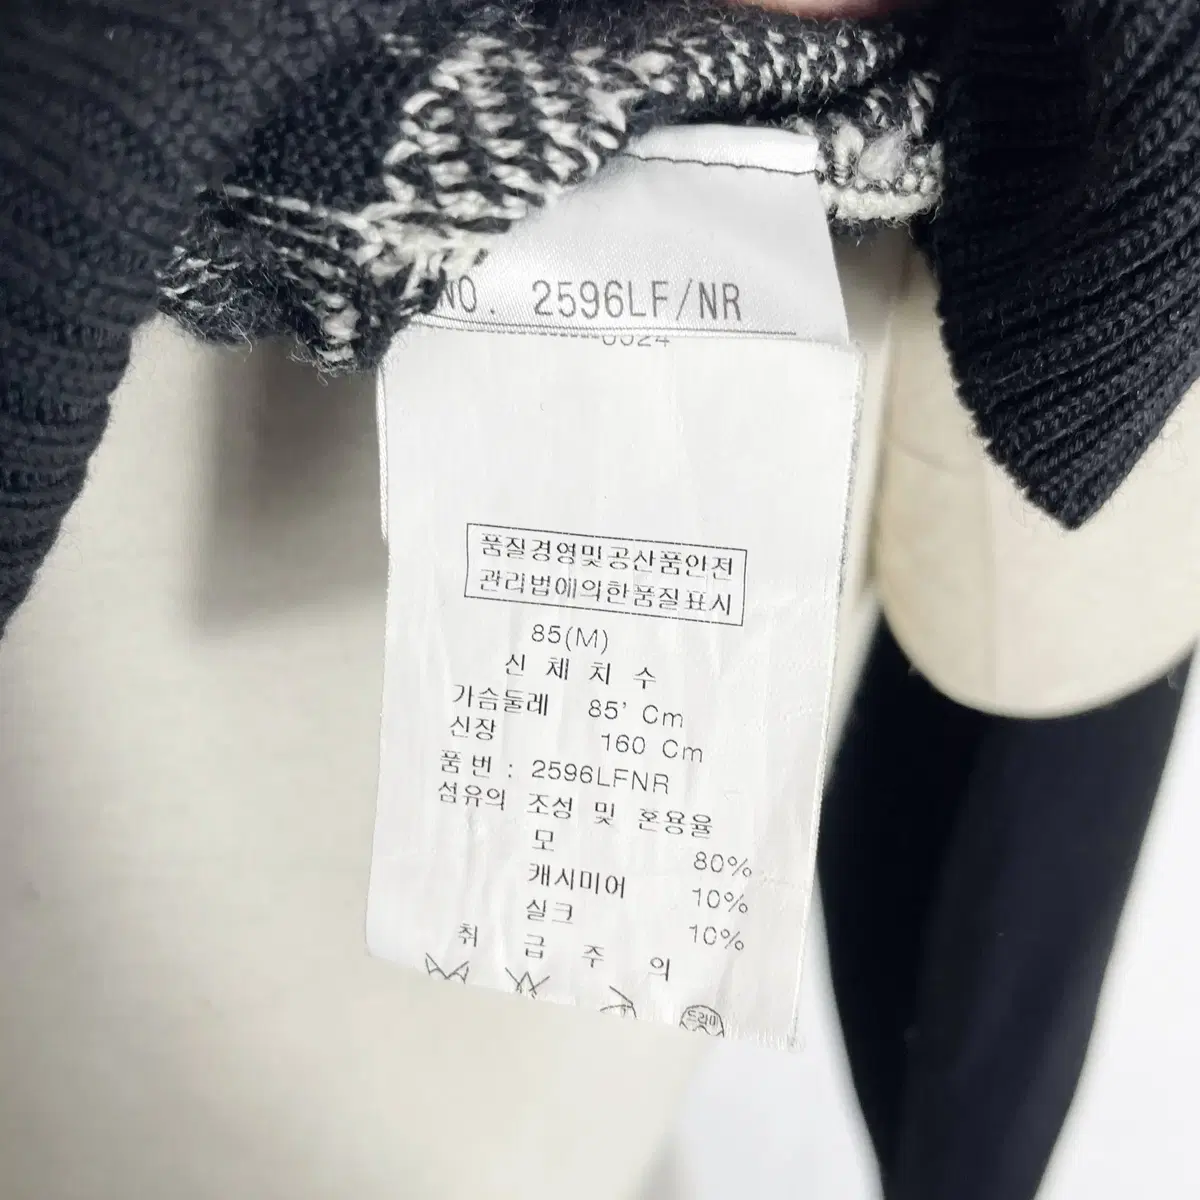 NO. 2596LF/NR
품질경영및공산품안전
관리법에의한품질표시
85(M)
신 체 치 수
가슴둘레 85' Cm
신장 160 Cm
품번 : 2596LFNR
섬유의 조성 및 혼용율
모 80%
캐시미어 10%
실크 10%
취 급 주 의
드라이